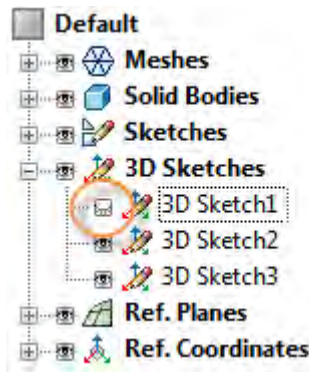 Default
Meshes
Solid Bodies
Sketches
3D Sketches
3D Sketch1
3D Sketch2
3D Sketch3
Ref. Planes
Ref. Coordinates